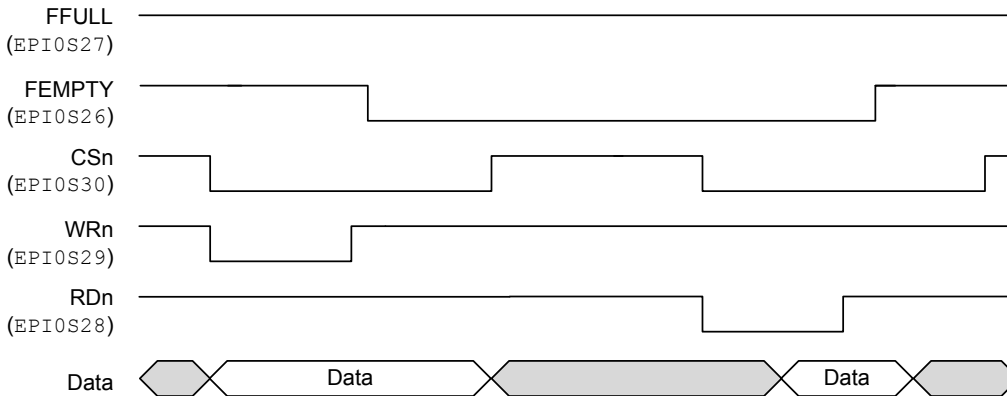 FFULL
(EPI0S27)
FEMPTY
(EPI0S26)
CSn
(EPI0S30)
WRn
(EPI0S29)
RDn
(EPI0S28)
Data Data Data